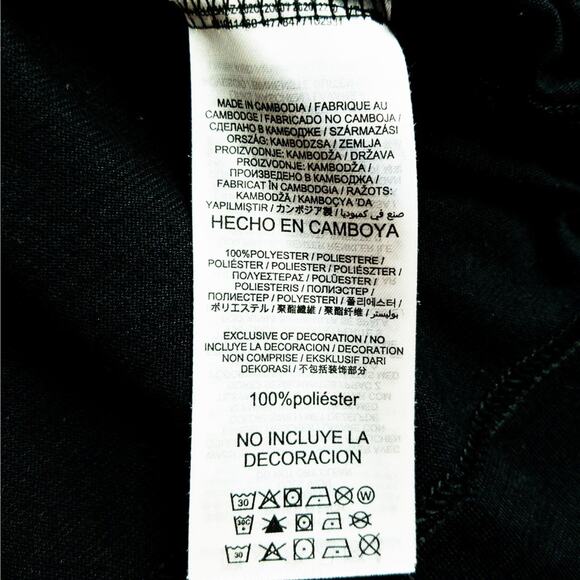 MADE IN CAMBODIA / FABRIQUE AU
CAMBODGE / FABRICADO NO CAMBOJA /
СДЕЛАНО В КАМБОДЖЕ / SZÁRMAZÁSI
ORSZÁG: KAMBODZSA / ZEMLJA
PROIZVODNJE: KAMBODŽA / DRŽAVA
PROIZVODNJE: KAMBODŽA /
ПРОИЗВЕДЕНО В КАМБОДЖА /
FABRICAT ÎN CAMBODGIA / RAŽOTS:
KAMBODŽĀ / KAMBOÇYA 'DA
YAPILMIŞTIR / カンボジア製 / صنع في كمبوديا
HECHO EN CAMBOYA
100%POLYESTER / POLIESTERE /
POLIÉSTER / POLIESTER / POLIÉSZTER /
ПОЛУΕΣΤΕΡΑΣ / POLÜESTER /
POLIESTERIS / ПОЛИЭСТЕР /
ПОЛИЕСТЕР / POLYESTERI / 폴리에스터 /
ポリエステル / 聚酯纖維 / 聚酯纤维 / بوليستر
EXCLUSIVE OF DECORATION / NO
INCLUYE LA DECORACION / DECORATION
NON COMPRISE / EKSKLUSIF DARI
DEKORASI / 不包括装饰部分
100%poliéster
NO INCLUYE LA
DECORACION
30 W
30C
30